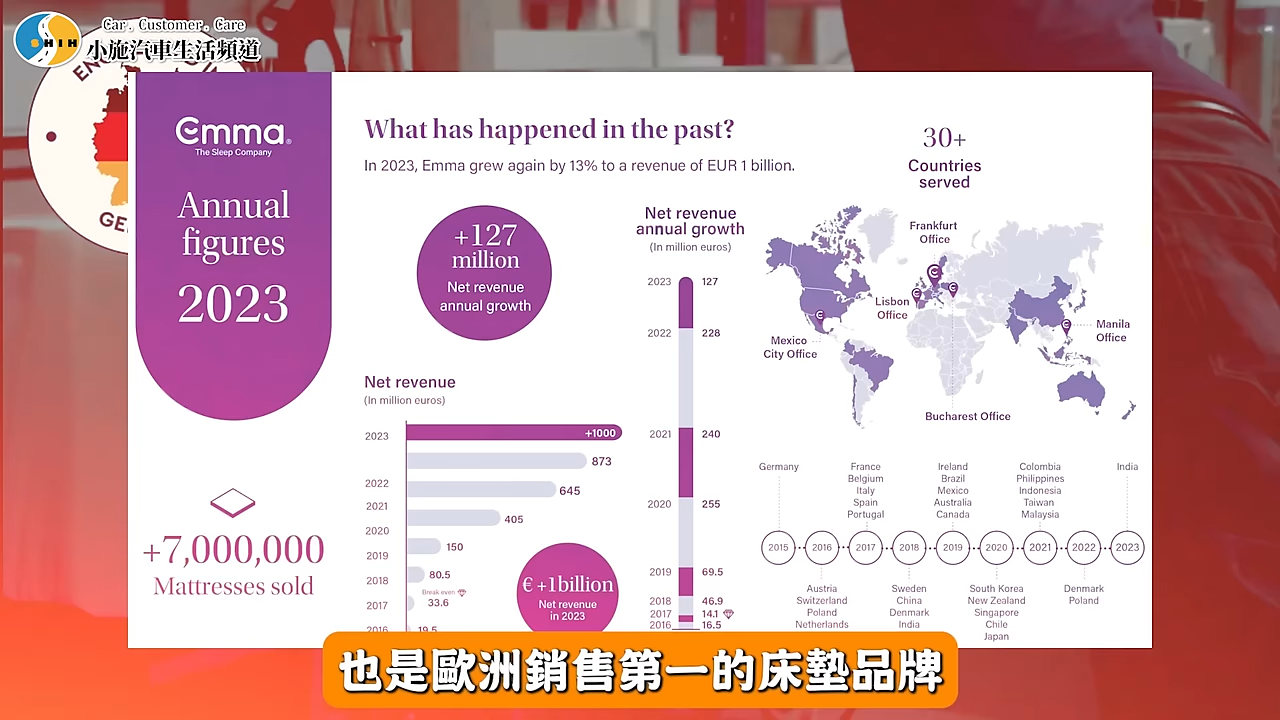 Car. Customer. Care
SHIH
小施汽車生活頻道
GE
Emma
The Sleep Company
Annual
figures
2023
+7,000,000
Mattresses sold
What has happened in the past?
In 2023, Emma grew again by 13% to a revenue of EUR 1 billion.
+127
million
Net revenue
annual growth
Net revenue
(In million euros)
2023
+1000
873
2022
645
2021
405
2020
150
2019
80.5
2018
Break even
33.6
2017
19.5
2016
€ +1billion
Net revenue
in 2023
Net revenue
annual growth
(In million euros)
2023 127
2022 228
2021 240
2020 255
2019 69.5
2018 46.9
2017 14.1
2016 16.5
30+
Countries
served
Frankfurt
Office
Lisbon
Office
Mexico
City Office
Manila
Office
Bucharest Office
Germany
France
Belgium
Italy
Spain
Portugal
Ireland
Brazil
Mexico
Australia
Canada
Colombia
Philippines
Indonesia
Taiwan
Malaysia
India
2015 2016 2017 2018 2019 2020 2021 2022 2023
Austria
Switzerland
Poland
Netherlands
Sweden
China
Denmark
India
South Korea
New Zealand
Singapore
Chile
Japan
Denmark
Poland
也是歐洲銷售第一的床墊品牌